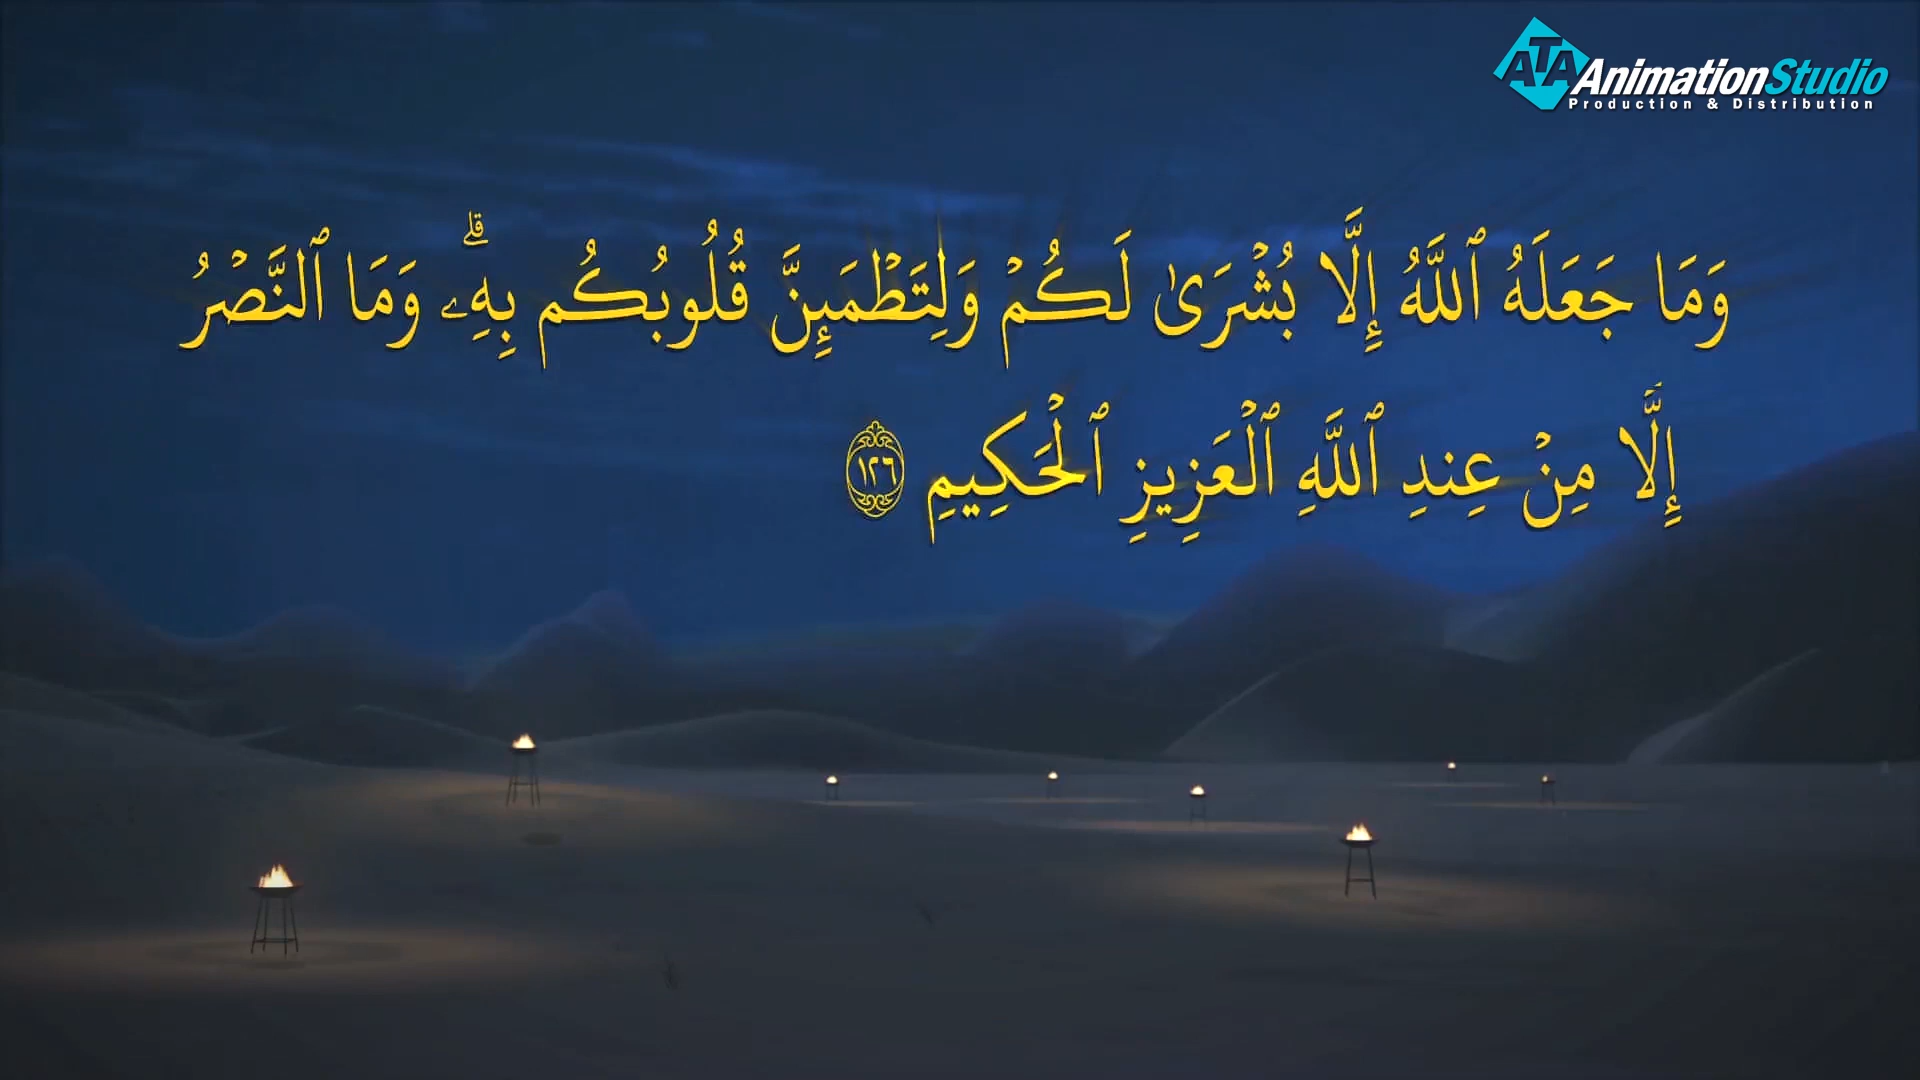 ATA AnimationStudio
Production & Distribution
وَمَا جَعَلَهُ ٱللَّهُ إِلَّا بُشْرَىٰ لَكُمْ وَلِتَطْمَئِنَّ قُلُوبُكُم بِهِۦ ۗ وَمَا ٱلنَّصْرُ
إِلَّا مِنْ عِندِ ٱللَّهِ ٱلْعَزِيزِ ٱلْحَكِيمِ ١٢٦